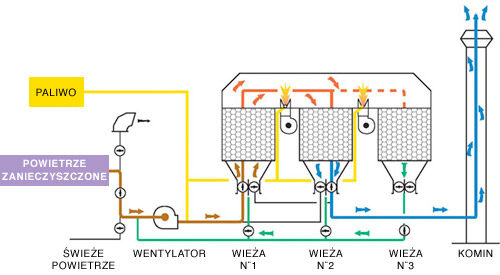 PALIWO
POWIETRZE
ZANIECZYSZCZONE
ŚWIEŻE
POWIETRZE
WENTYLATOR
WIEŻA
N˜1
WIEŻA
N˜2
WIEŻA
N˜3
KOMIN